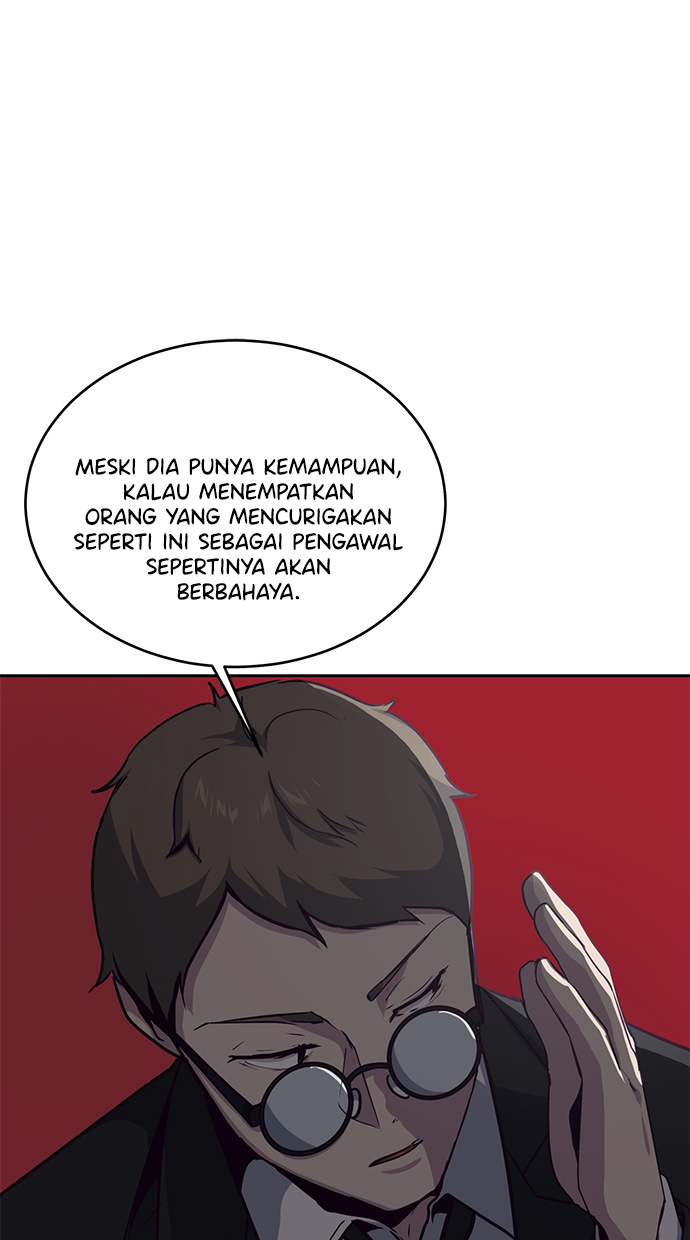 MESKI DIA PUNYA KEMAMPUAN,
KALAU MENEMPATKAN
ORANG YANG MENCURIGAKAN
SEPERTI INI SEBAGAI PENGAWAL
SEPERTINYA AKAN
BERBAHAYA.